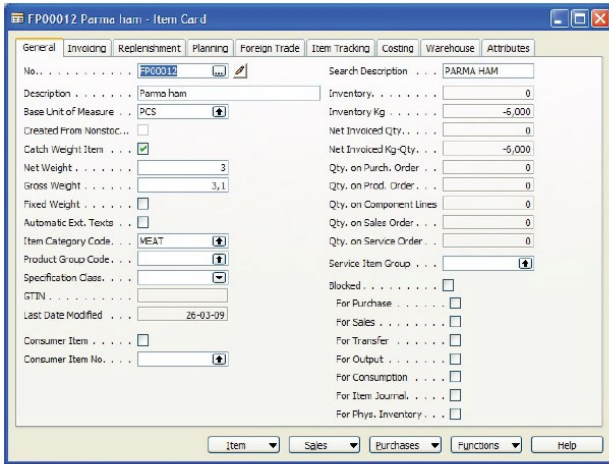 FP00012 Parma ham - Item Card
General Invoicing Replenishment Planning Foreign Trade Item Tracking Costing Warehouse Attributes
No.. . . . . . . . . . . FP00012 ...
Description . . . . . . Parma ham
Base Unit of Measure . . PCS
Created From Nonstoc...
Catch Weight Item . . .
Net Weight . . . . . . 3
Gross Weight . . . . . . 3,1
Fixed Weight . . . . . .
Automatic Ext. Texts . .
Item Category Code. . . MEAT
Product Group Code. . .
Specification Class. . . .
GTIN . . . . . . . . . .
Last Date Modified . . . 26-03-09
Consumer Item . . . . .
Consumer Item No. . . .
Search Description . . . PARMA HAM
Inventory. . . . . . . . 0
Inventory Kg . . . . . . -6,000
Net Invoiced Qty. . . . 0
Net Invoiced Kg-Qty. . . -6,000
Qty. on Purch. Order . . 0
Qty. on Prod. Order. . . 0
Qty. on Component Lines 0
Qty. on Sales Order . . . 0
Qty. on Service Order . . 0
Service Item Group . . .
Blocked . . . . . . . . .
For Purchase . . . . . .
For Sales . . . . . . . .
For Transfer . . . . . .
For Output . . . . . . .
For Consumption . . . .
For Item Journal. . . . .
For Phys. Inventory . . .
Item Sales Purchases Functions Help